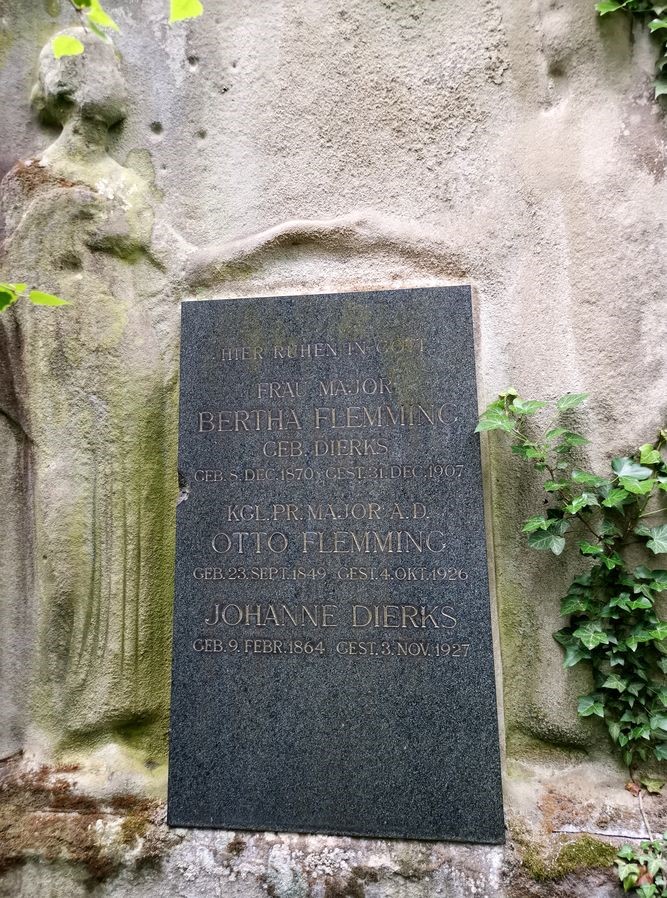 HIER RUHEN IN GOTT
FRAU MAJOR
BERTHA FLEMMING
GEB. DIERKS
GEB. 8. DEC. 1870. GEST. 31. DEC. 1907
KGL. PR. MAJOR A.D.
OTTO FLEMMING
GEB. 23. SEPT. 1849 GEST. 4. OKT. 1926
JOHANNE DIERKS
GEB. 9. FEBR. 1864 GEST. 3. NOV. 1927